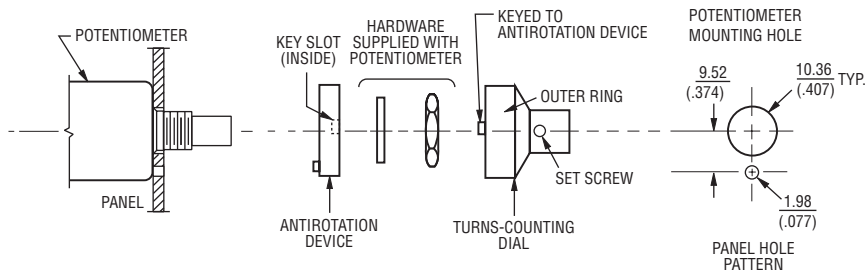 POTENTIOMETER
PANEL
KEY SLOT
(INSIDE)
ANTIROTATION
DEVICE
HARDWARE
SUPPLIED WITH
POTENTIOMETER
KEYED TO
ANTIROTATION DEVICE
OUTER RING
SET SCREW
TURNS-COUNTING
DIAL
POTENTIOMETER
MOUNTING HOLE
9.52
(.374)
10.36
(.407) TYP.
1.98
(.077)
PANEL HOLE
PATTERN